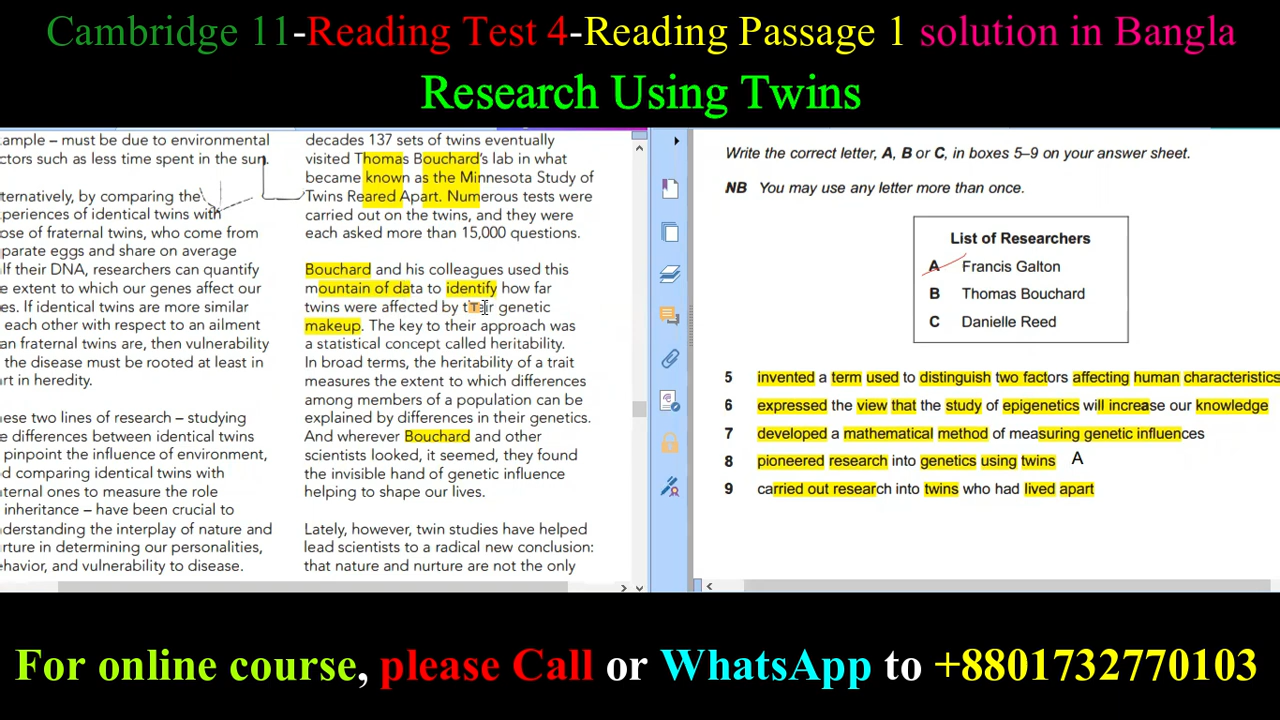 Cambridge 11-Reading Test 4-Reading Passage 1 solution in Bangla
Research Using Twins
ample – must be due to environmental
ctors such as less time spent in the sun.
ternatively, by comparing the
periences of identical twins with
ose of fraternal twins, who come from
parate eggs and share on average
lf their DNA, researchers can quantify
e extent to which our genes affect our
es. If identical twins are more similar
each other with respect to an ailment
an fraternal twins are, then vulnerability
the disease must be rooted at least in
art in heredity.
ese two lines of research – studying
e differences between identical twins
pinpoint the influence of environment,
d comparing identical twins with
ternal ones to measure the role
inheritance – have been crucial to
derstanding the interplay of nature and
rture in determining our personalities,
ehavior, and vulnerability to disease.
decades 137 sets of twins eventually
visited Thomas Bouchard's lab in what
became known as the Minnesota Study of
Twins Reared Apart. Numerous tests were
carried out on the twins, and they were
each asked more than 15,000 questions.
Bouchard and his colleagues used this
mountain of data to identify how far
twins were affected by their genetic
makeup. The key to their approach was
a statistical concept called heritability.
In broad terms, the heritability of a trait
measures the extent to which differences
among members of a population can be
explained by differences in their genetics.
And wherever Bouchard and other
scientists looked, it seemed, they found
the invisible hand of genetic influence
helping to shape our lives.
Lately, however, twin studies have helped
lead scientists to a radical new conclusion:
that nature and nurture are not the only
Write the correct letter, A, B or C, in boxes 5–9 on your answer sheet.
NB You may use any letter more than once.
List of Researchers
A Francis Galton
B Thomas Bouchard
C Danielle Reed
5 invented a term used to distinguish two factors affecting human characteristics
6 expressed the view that the study of epigenetics will increase our knowledge
7 developed a mathematical method of measuring genetic influences
8 pioneered research into genetics using twins A
9 carried out research into twins who had lived apart
For online course, please Call or WhatsApp to +8801732770103